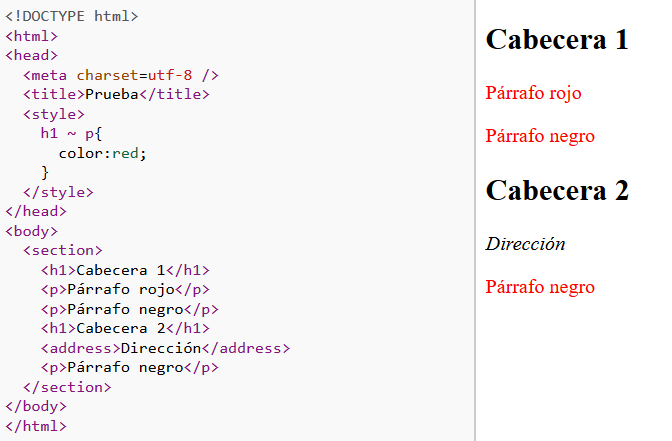 <!DOCTYPE html>
<html>
<head>
  <meta charset=utf-8 />
  <title>Prueba</title>
  <style>
    h1 ~ p{
      color:red;
    }
  </style>
</head>
<body>
  <section>
    <h1>Cabecera 1</h1>
    <p>Párrafo rojo</p>
    <p>Párrafo negro</p>
    <h1>Cabecera 2</h1>
    <address>Dirección</address>
    <p>Párrafo negro</p>
  </section>
</body>
</html>
Cabecera 1
Párrafo rojo
Párrafo negro
Cabecera 2
Dirección
Párrafo negro